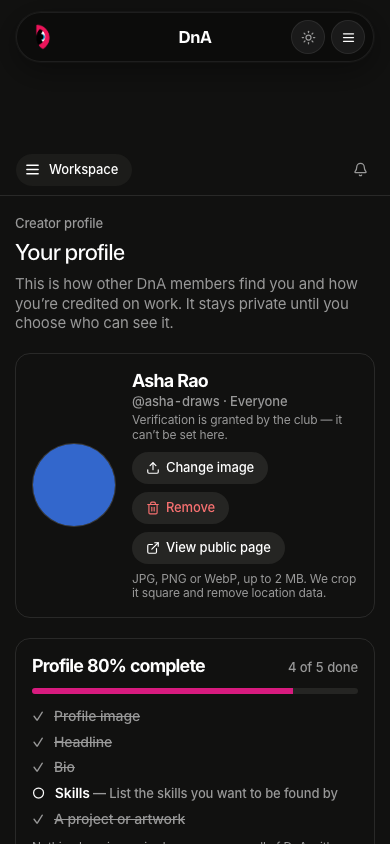 DnA
Workspace
Creator profile
Your profile
This is how other DnA members find you and how
you’re credited on work. It stays private until you
choose who can see it.
Asha Rao
@asha-draws · Everyone
Verification is granted by the club — it
can’t be set here.
Change image
Remove
View public page
JPG, PNG or WebP, up to 2 MB. We crop
it square and remove location data.
Profile 80% complete
4 of 5 done
Profile image
Headline
Bio
Skills — List the skills you want to be found by
A project or artwork